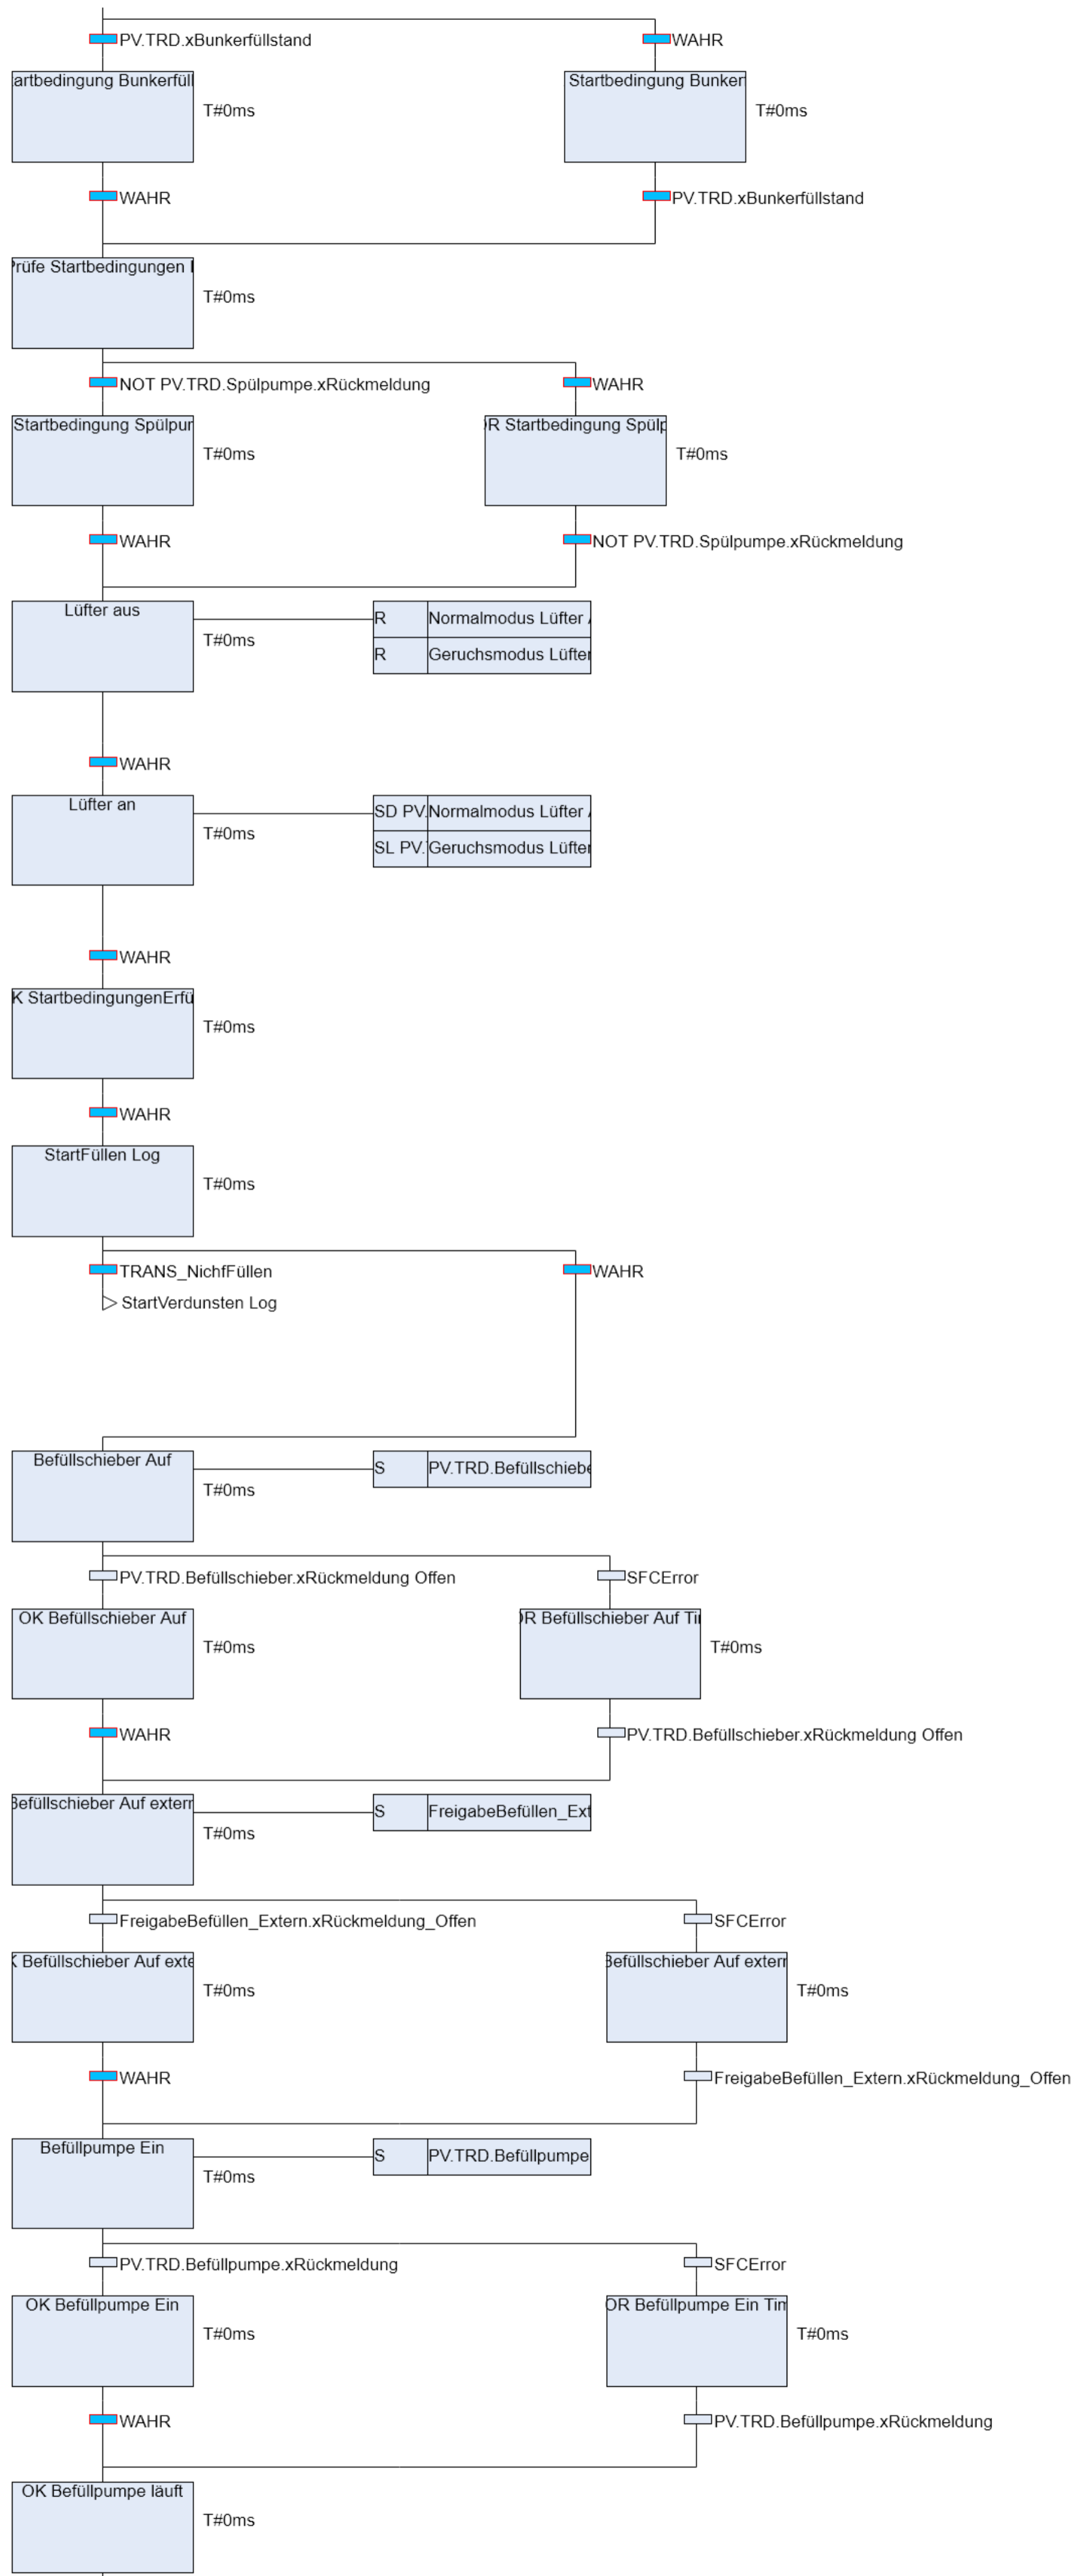 PV.TRD.xBunkerfüllstand
WAHR
artbedingung Bunkerfüll
T#0ms
Startbedingung Bunker
T#0ms
WAHR
PV.TRD.xBunkerfüllstand
Prüfe Startbedingungen
T#0ms
NOT PV.TRD.Spülpumpe.xRückmeldung
WAHR
Startbedingung Spülpum
T#0ms
R Startbedingung Spülp
T#0ms
WAHR
NOT PV.TRD.Spülpumpe.xRückmeldung
Lüfter aus
T#0ms
R Normalmodus Lüfter
R Geruchsmodus Lüfter
WAHR
Lüfter an
T#0ms
SD PV. Normalmodus Lüfter
SL PV. Geruchsmodus Lüfter
WAHR
K StartbedingungenErfü
T#0ms
WAHR
StartFüllen Log
T#0ms
TRANS_NichfFüllen
WAHR
StartVerdunsten Log
Befüllschieber Auf
T#0ms
S PV.TRD.Befüllschiebe
PV.TRD.Befüllschieber.xRückmeldung Offen
SFCError
OK Befüllschieber Auf
T#0ms
R Befüllschieber Auf Ti
T#0ms
WAHR
PV.TRD.Befüllschieber.xRückmeldung Offen
Befüllschieber Auf extern
T#0ms
S FreigabeBefüllen_Ext
FreigabeBefüllen_Extern.xRückmeldung_Offen
SFCError
K Befüllschieber Auf exte
T#0ms
Befüllschieber Auf extern
T#0ms
WAHR
FreigabeBefüllen_Extern.xRückmeldung_Offen
Befüllpumpe Ein
T#0ms
S PV.TRD.Befüllpumpe
PV.TRD.Befüllpumpe.xRückmeldung
SFCError
OK Befüllpumpe Ein
T#0ms
OR Befüllpumpe Ein Tim
T#0ms
WAHR
PV.TRD.Befüllpumpe.xRückmeldung
OK Befüllpumpe läuft
T#0ms